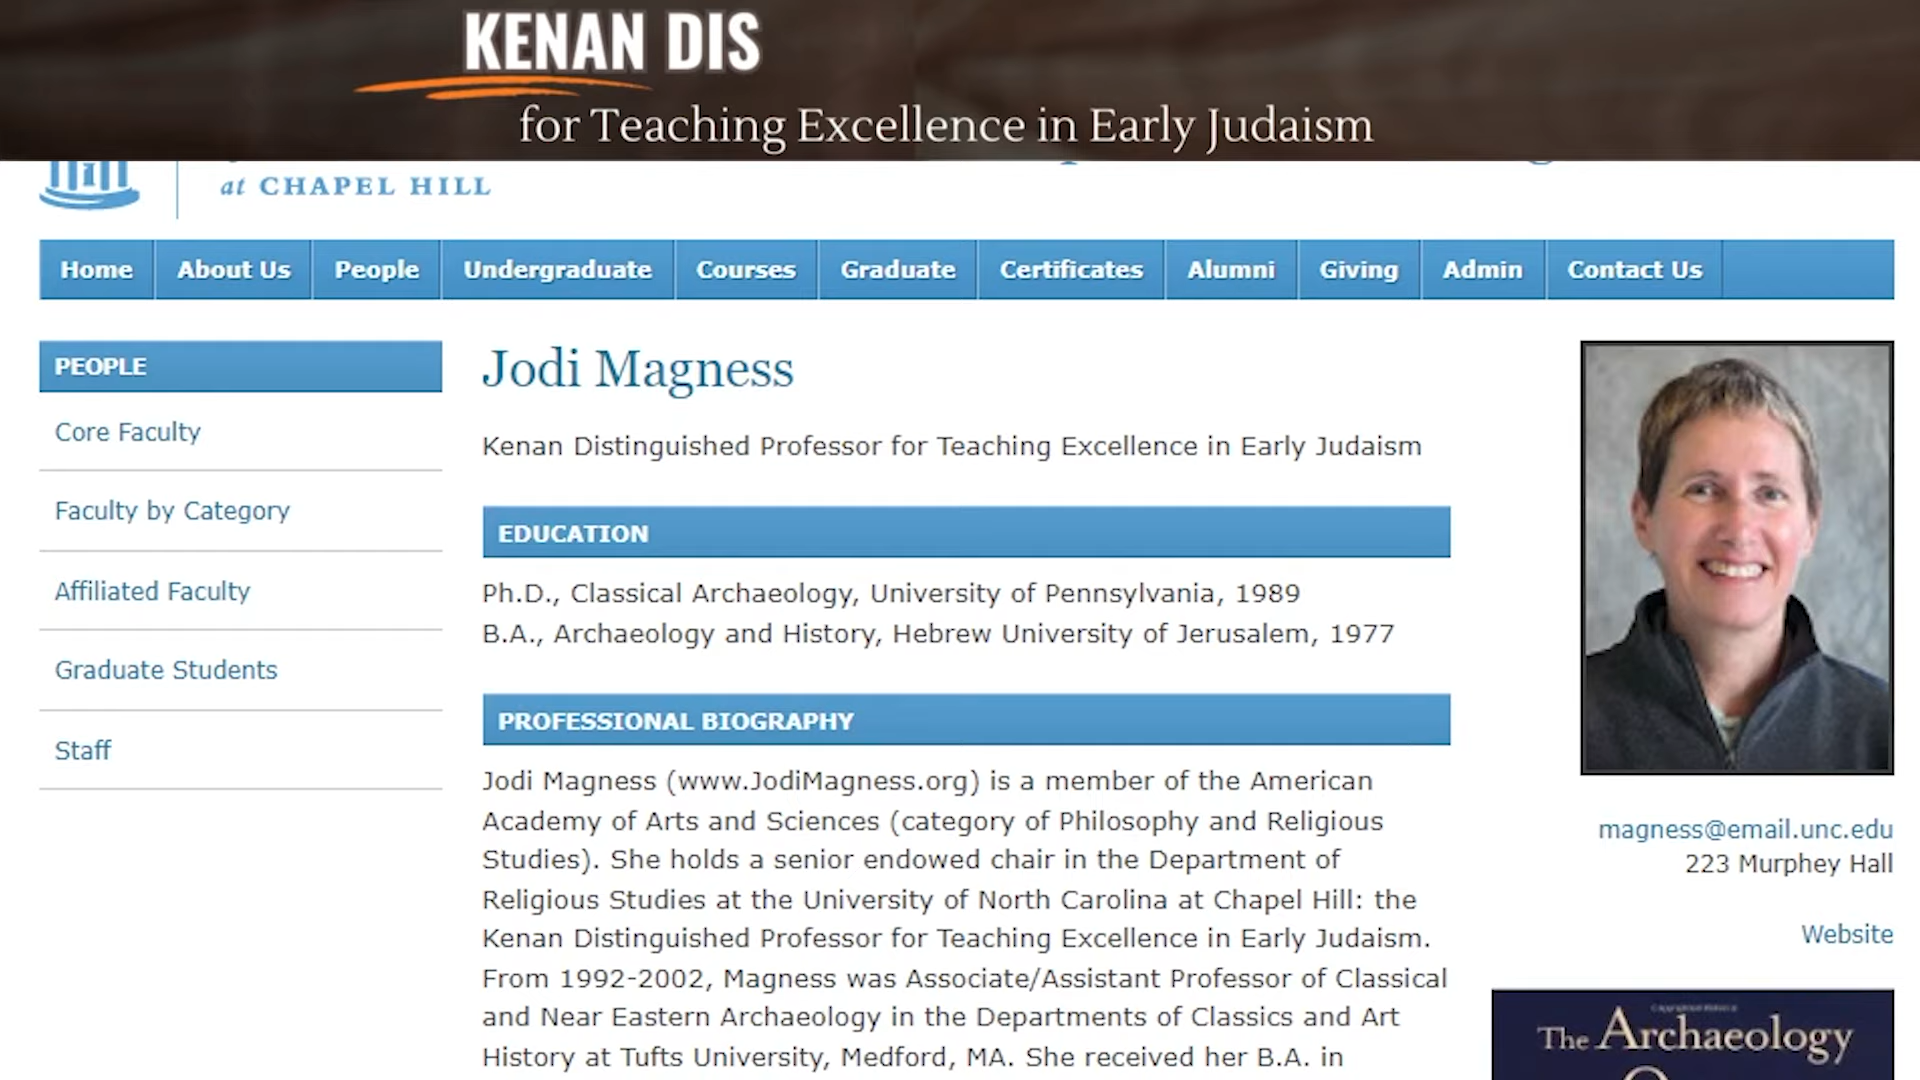 KENAN DIS
for Teaching Excellence in Early Judaism
at CHAPEL HILL
Home About Us People Undergraduate Courses Graduate Certificates Alumni Giving Admin Contact Us
PEOPLE
Core Faculty
Faculty by Category
Affiliated Faculty
Graduate Students
Staff
Jodi Magness
Kenan Distinguished Professor for Teaching Excellence in Early Judaism
EDUCATION
Ph.D., Classical Archaeology, University of Pennsylvania, 1989
B.A., Archaeology and History, Hebrew University of Jerusalem, 1977
PROFESSIONAL BIOGRAPHY
Jodi Magness (www.JodiMagness.org) is a member of the American
Academy of Arts and Sciences (category of Philosophy and Religious
Studies). She holds a senior endowed chair in the Department of
Religious Studies at the University of North Carolina at Chapel Hill: the
Kenan Distinguished Professor for Teaching Excellence in Early Judaism.
From 1992-2002, Magness was Associate/Assistant Professor of Classical
and Near Eastern Archaeology in the Departments of Classics and Art
History at Tufts University, Medford, MA. She received her B.A. in
magness@email.unc.edu
223 Murphey Hall
Website
The Archaeology